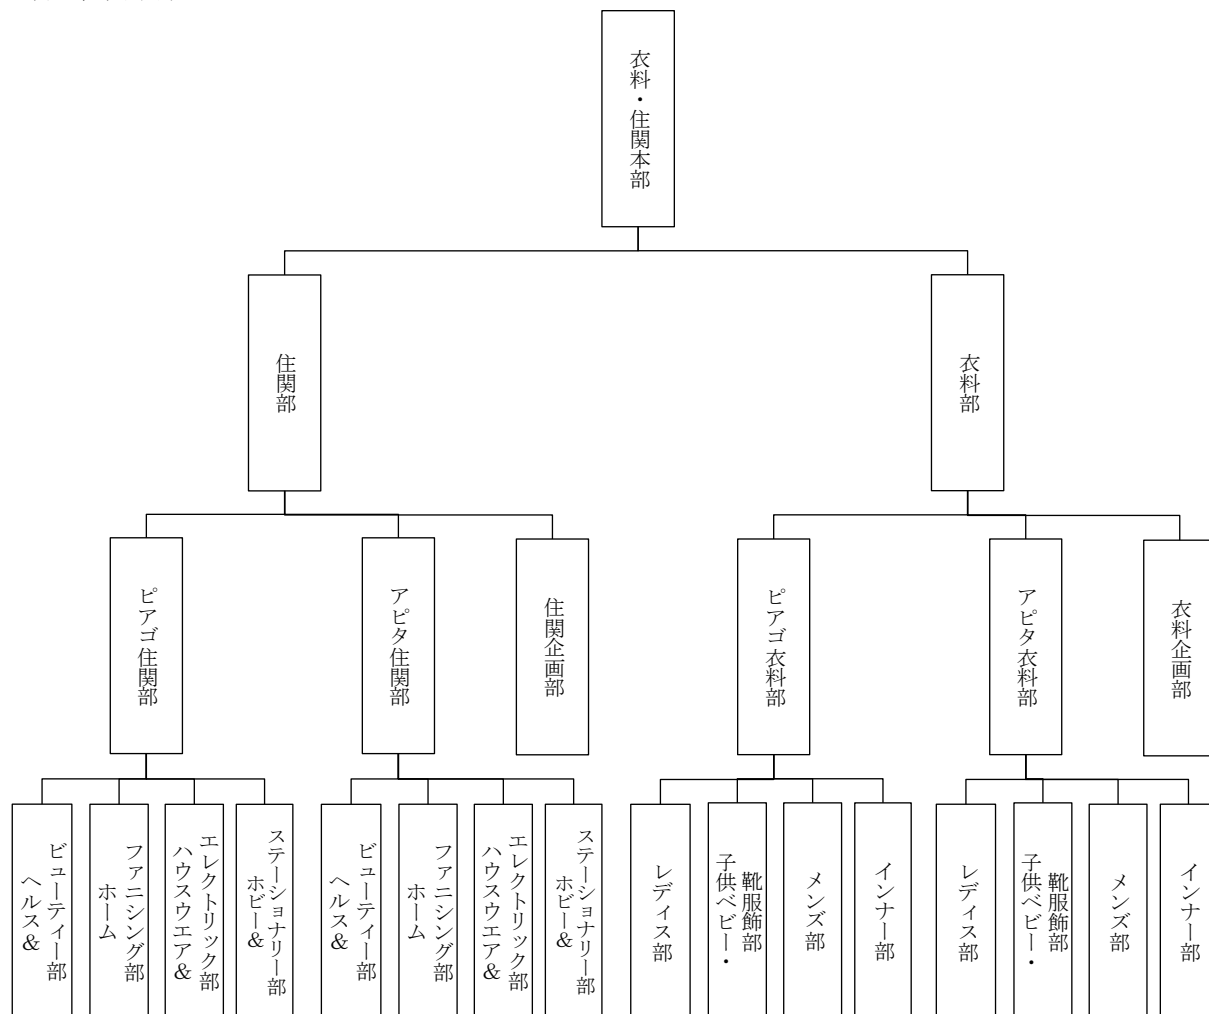 衣料・住関本部
住関部
衣料部
ピアゴ住関部
アピタ住関部
住関企画部
ピアゴ衣料部
アピタ衣料部
衣料企画部
ヘルス&
ビューティー部
ホーム
ファニシング部
ハウスウエア&
エレクトリック部
ホビー&
ステーショナリー部
ヘルス&
ビューティー部
ホーム
ファニシング部
ハウスウエア&
エレクトリック部
ホビー&
ステーショナリー部
レディス部
子供ベビー・
靴服飾部
メンズ部
インナー部
レディス部
子供ベビー・
靴服飾部
メンズ部
インナー部